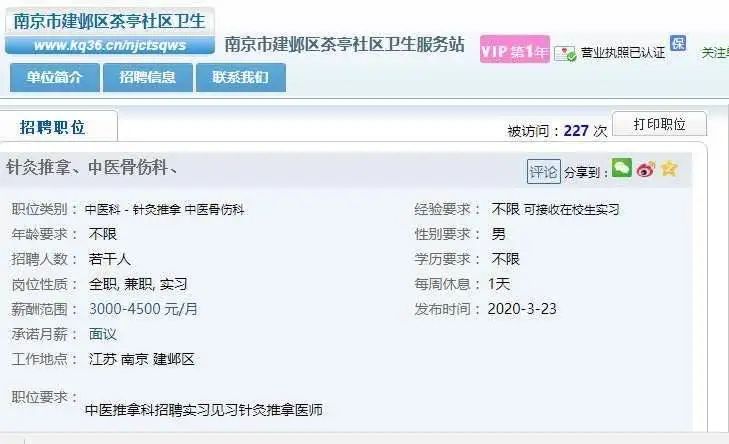 南京市建邺区茶亭社区卫生
www.kq36.cn/njctsqws
南京市建邺区茶亭社区卫生服务站
VIP 第1年
营业执照已认证
保
关注
单位简介
招聘信息
联系我们
招聘职位
被访问：227 次
打印职位
针灸推拿、中医骨伤科、
评论 分享到：
职位类别： 中医科 - 针灸推拿 中医骨伤科
经验要求： 不限 可接收在校生实习
年龄要求： 不限
性别要求： 男
招聘人数： 若干人
学历要求： 不限
岗位性质： 全职, 兼职, 实习
每周休息： 1天
薪酬范围： 3000-4500 元/月
发布时间： 2020-3-23
承诺月薪： 面议
工作地点： 江苏 南京 建邺区
职位要求：
中医推拿科招聘实习见习针灸推拿医师